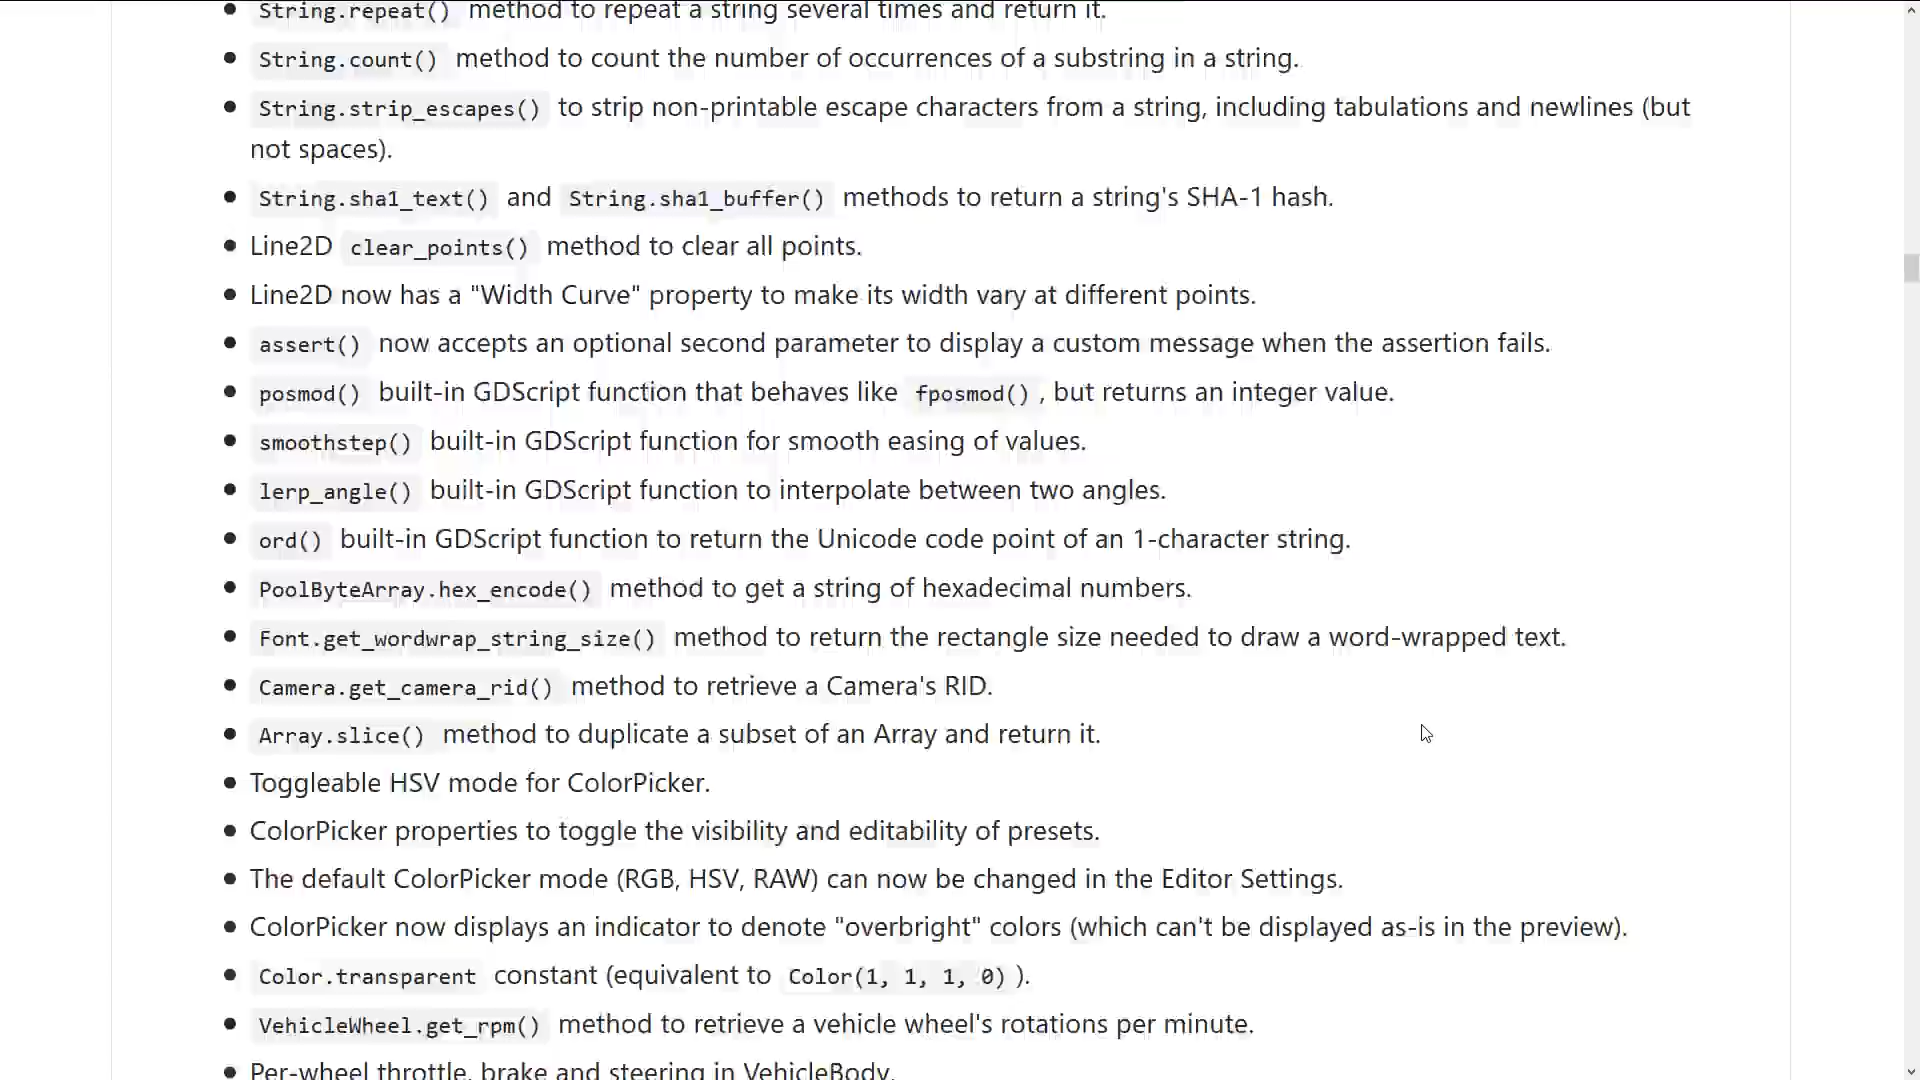 String.repeat() method to repeat a string several times and return it.
String.count() method to count the number of occurrences of a substring in a string.
String.strip_escapes() to strip non-printable escape characters from a string, including tabulations and newlines (but
not spaces).
String.sha1_text() and String.sha1_buffer() methods to return a string's SHA-1 hash.
Line2D clear_points() method to clear all points.
Line2D now has a "Width Curve" property to make its width vary at different points.
assert() now accepts an optional second parameter to display a custom message when the assertion fails.
posmod() built-in GDScript function that behaves like fposmod() , but returns an integer value.
smoothstep() built-in GDScript function for smooth easing of values.
lerp_angle() built-in GDScript function to interpolate between two angles.
ord() built-in GDScript function to return the Unicode code point of an 1-character string.
PoolByteArray.hex_encode() method to get a string of hexadecimal numbers.
Font.get_wordwrap_string_size() method to return the rectangle size needed to draw a word-wrapped text.
Camera.get_camera_rid() method to retrieve a Camera's RID.
Array.slice() method to duplicate a subset of an Array and return it.
Toggleable HSV mode for ColorPicker.
ColorPicker properties to toggle the visibility and editability of presets.
The default ColorPicker mode (RGB, HSV, RAW) can now be changed in the Editor Settings.
ColorPicker now displays an indicator to denote "overbright" colors (which can't be displayed as-is in the preview).
Color.transparent constant (equivalent to Color(1, 1, 1, 0) ).
VehicleWheel.get_rpm() method to retrieve a vehicle wheel's rotations per minute.
Per-wheel throttle, brake and steering in VehicleBody.